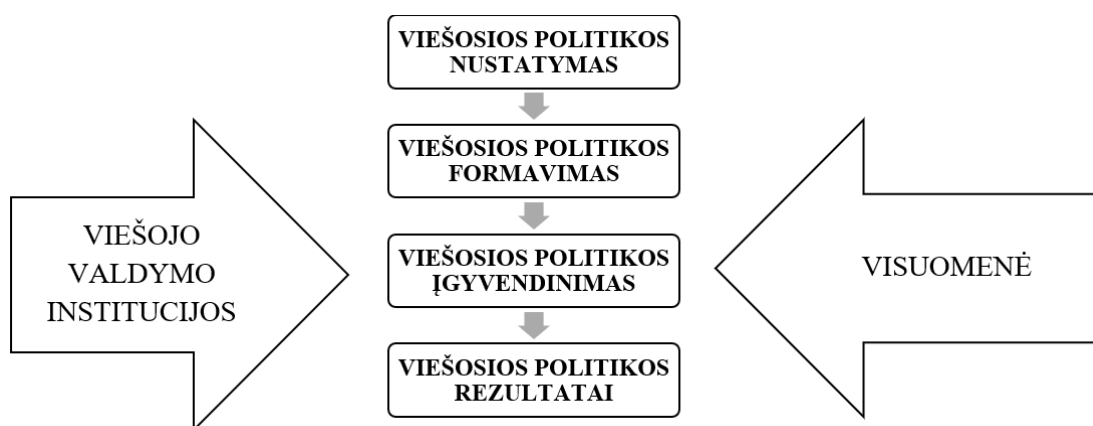 VIEŠOSIOS POLITIKOS
NUSTATYMAS
VIEŠOSIOS POLITIKOS
FORMAVIMAS
VIEŠOJO
VALDYMO
INSTITUCIJOS
VIEŠOSIOS POLITIKOS
ĮGYVENDINIMAS
VISUOMENĖ
VIEŠOSIOS POLITIKOS
REZULTATAI